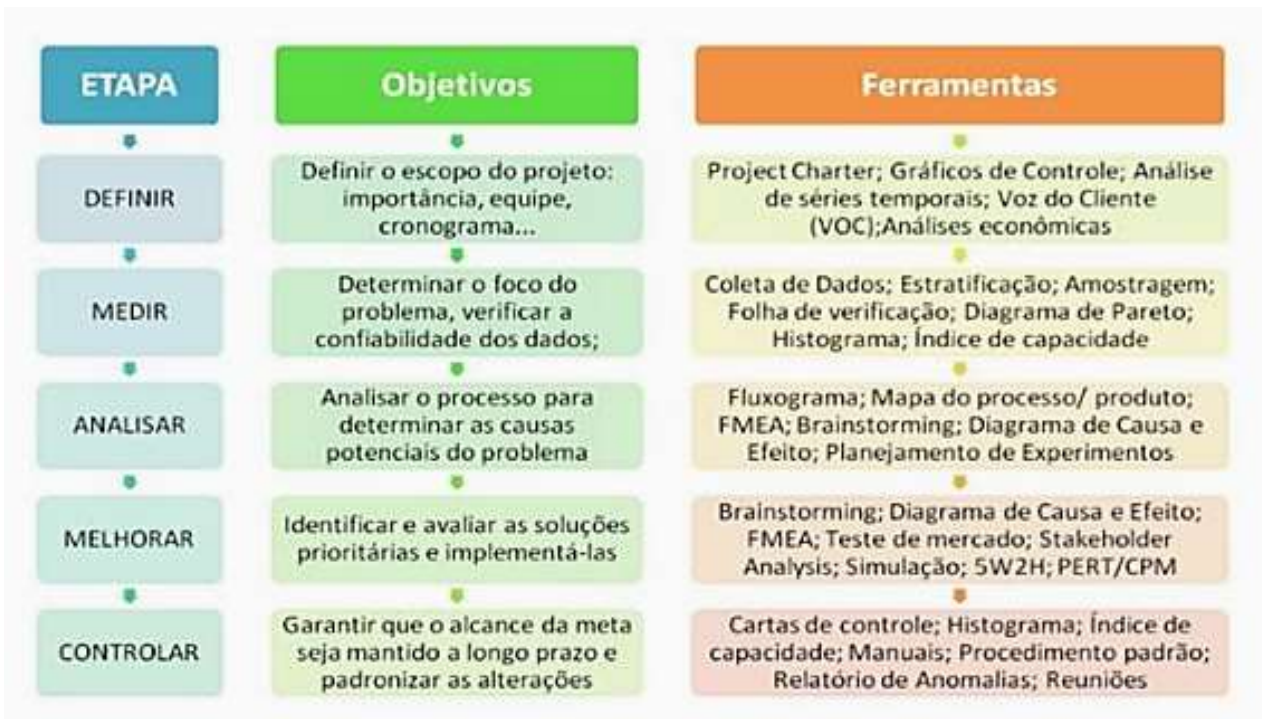 ETAPA
Objetivos
Ferramentas
DEFINIR
Definir o escopo do projeto:
importância, equipe,
cronograma...
Project Charter; Gráficos de Controle; Análise
de séries temporais; Voz do Cliente
(VOC);Análises econômicas
MEDIR
Determinar o foco do
problema, verificar a
confiabilidade dos dados;
Coleta de Dados; Estratificação; Amostragem;
Folha de verificação; Diagrama de Pareto;
Histograma; Índice de capacidade
ANALISAR
Analisar o processo para
determinar as causas
potenciais do problema
Fluxograma; Mapa do processo/ produto;
FMEA; Brainstorming; Diagrama de Causa e
Efeito; Planejamento de Experimentos
MELHORAR
Identificar e avaliar as soluções
prioritárias e implementá-las
Brainstorming; Diagrama de Causa e Efeito;
FMEA; Teste de mercado; Stakeholder
Analysis; Simulação; 5W2H; PERT/CPM
CONTROLAR
Garantir que o alcance da meta
seja mantido a longo prazo e
padronizar as alterações
Cartas de controle; Histograma; Índice de
capacidade; Manuais; Procedimento padrão;
Relatório de Anomalias; Reuniões